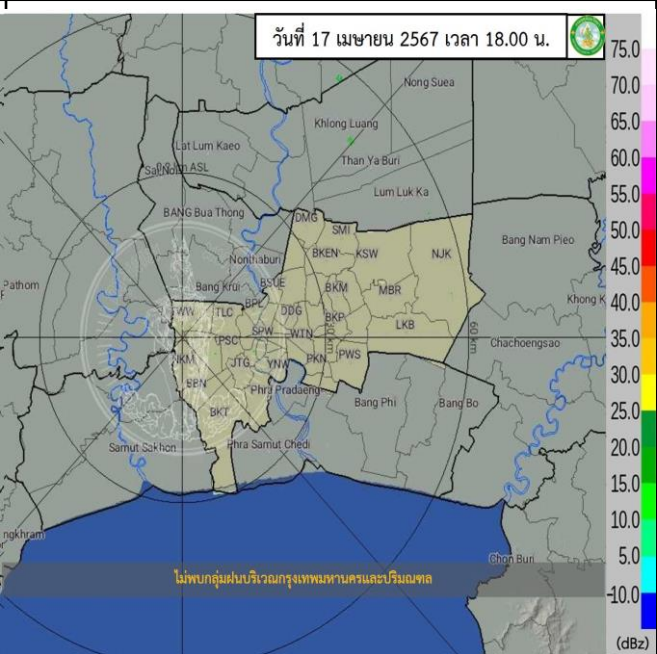 วันที่ 17 เมษายน 2567 เวลา 18.00 น.
75.0
70.0
65.0
60.0
55.0
50.0
45.0
40.0
35.0
30.0
25.0
20.0
15.0
10.0
5.0
-10.0
(dBz)
Nong Suea
Khlong Luang
Lat Lum Kaeo
Than Ya Buri
Lum Luk Ka
BANG Bua Thong
DMG
SMI
BKEN
KSW
NJK
Bang Nam Pieo
Nonthaburi
Pathom
Bang Krui
BSUE
BKM
MBR
Khong K
BPL
TLC
DDG
BKP
LKB
SPW
WTN
PSC
30 km
60 km
Chachoengsao
NKM
JTG
YNW
PKN
PWS
BBN
Phra Pradaeng
BKT
Bang Phi
Bang Bo
Samut Sakhon
Phra Samut Chedi
ngkhram
Chon Buri
ไม่พบกลุ่มฝนบริเวณกรุงเทพมหานครและปริมณฑล